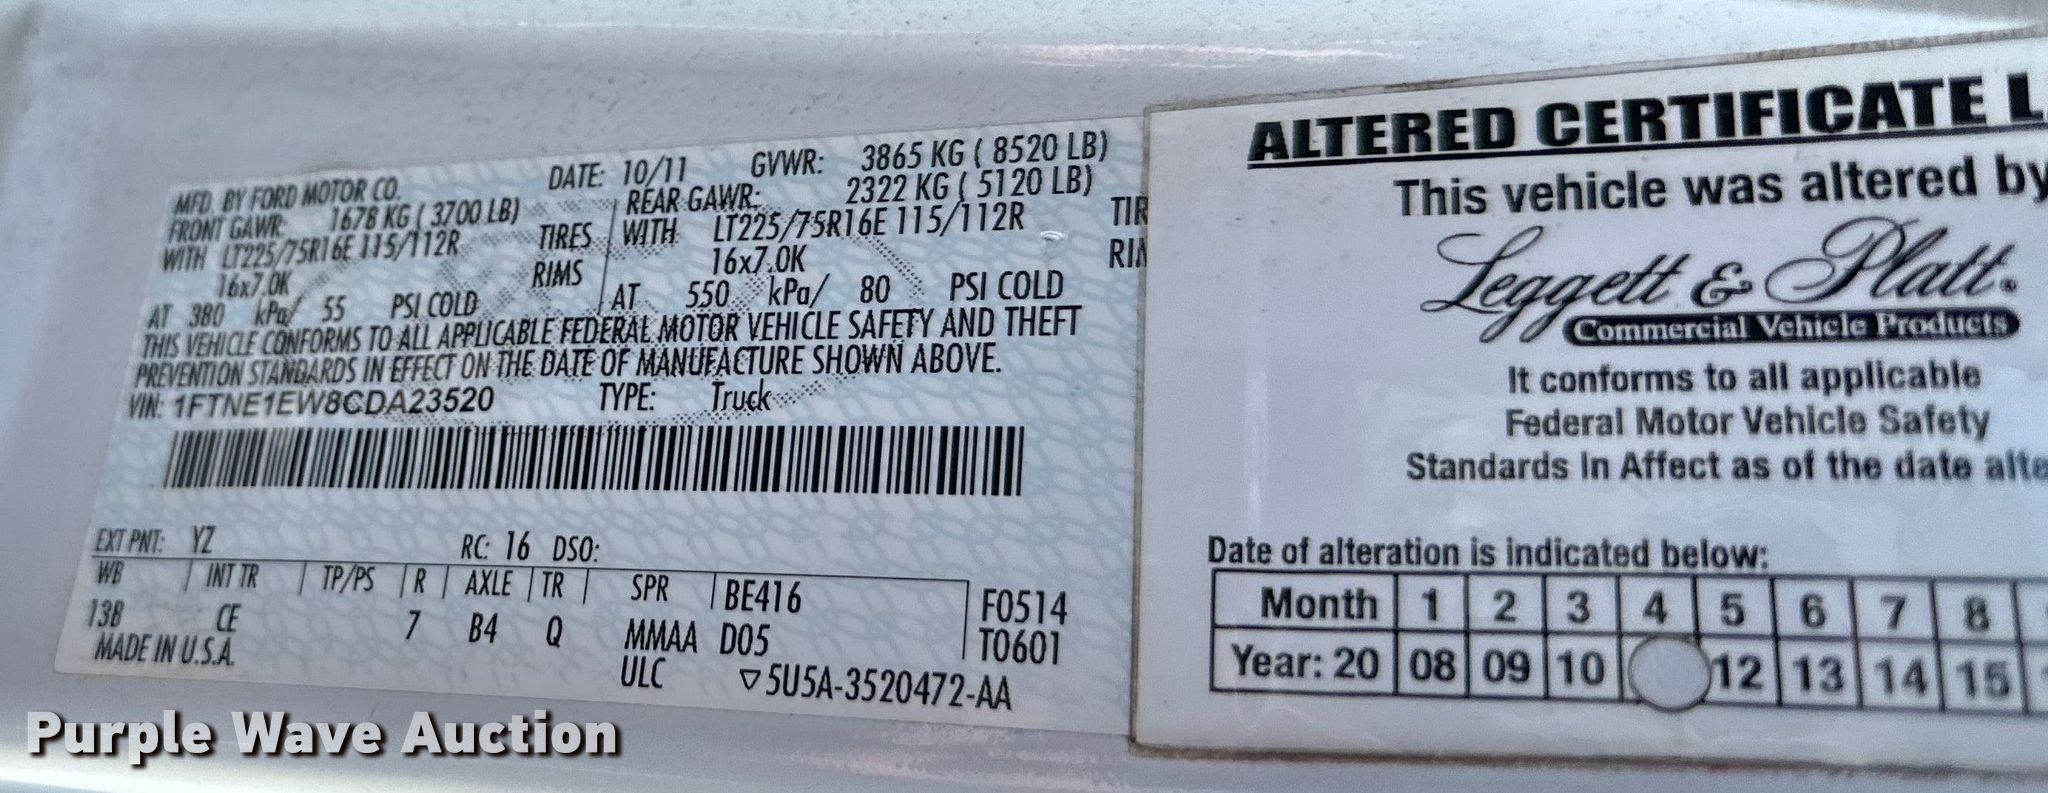 MFD. BY FORD MOTOR CO. DATE: 10/11 GVWR: 3865 KG ( 8520 LB)
FRONT GAWR: 1678 KG ( 3700 LB) REAR GAWR: 2322 KG ( 5120 LB)
WITH LT225/75R16E 115/112R TIRES WITH LT225/75R16E 115/112R TIR
16x7.0K RIMS 16x7.0K RIM
AT 380 kPa/ 55 PSI COLD AT 550 kPa/ 80 PSI COLD
THIS VEHICLE CONFORMS TO ALL APPLICABLE FEDERAL MOTOR VEHICLE SAFETY AND THEFT
PREVENTION STANDARDS IN EFFECT ON THE DATE OF MANUFACTURE SHOWN ABOVE.
VIN: 1FTNE1EW8CDA23520 TYPE: Truck
EXT PNT: YZ RC: 16 DSO:
WB INT TR TP/PS R AXLE TR SPR BE416 F0514
138 CE 7 B4 Q MMAA D05 T0601
MADE IN U.S.A. ULC ▽5U5A-3520472-AA
ALTERED CERTIFICATE L
This vehicle was altered by
Leggett & Platt®
Commercial Vehicle Products
It conforms to all applicable
Federal Motor Vehicle Safety
Standards In Affect as of the date alte
Date of alteration is indicated below:
Month 1 2 3 4 5 6 7 8
Year: 20 08 09 10 12 13 14 15
Purple Wave Auction